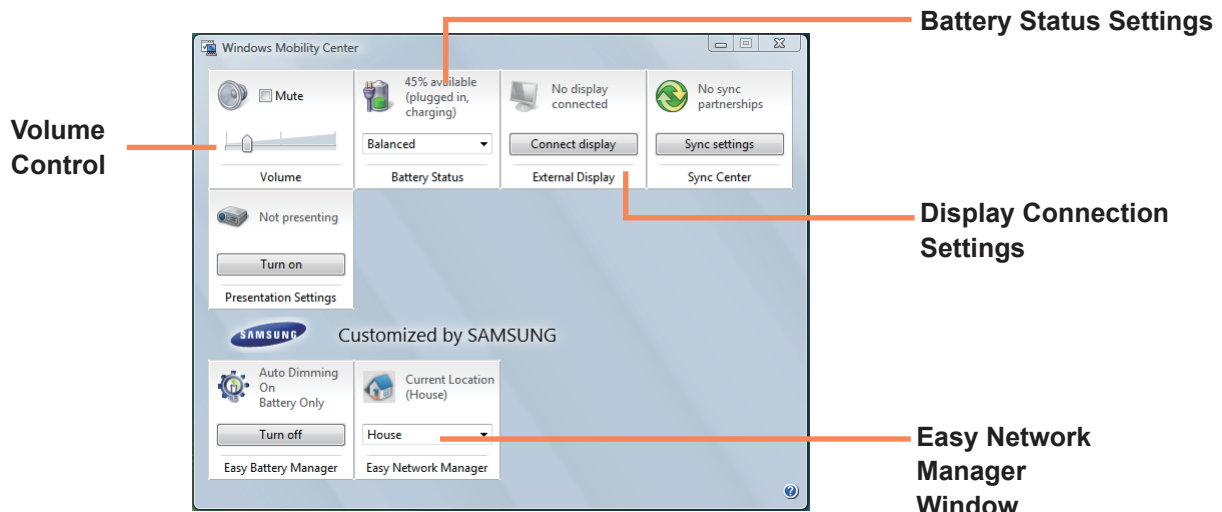 Battery Status Settings
Windows Mobility Center
Volume
Control
Mute
Volume
45% available
(plugged in,
charging)
Balanced
Battery Status
No display
connected
Connect display
External Display
No sync
partnerships
Sync settings
Sync Center
Display Connection
Settings
Not presenting
Turn on
Presentation Settings
SAMSUNG
Customized by SAMSUNG
Auto Dimming
On
Battery Only
Turn off
Easy Battery Manager
Current Location
(House)
House
Easy Network Manager
Easy Network
Manager
Window
?